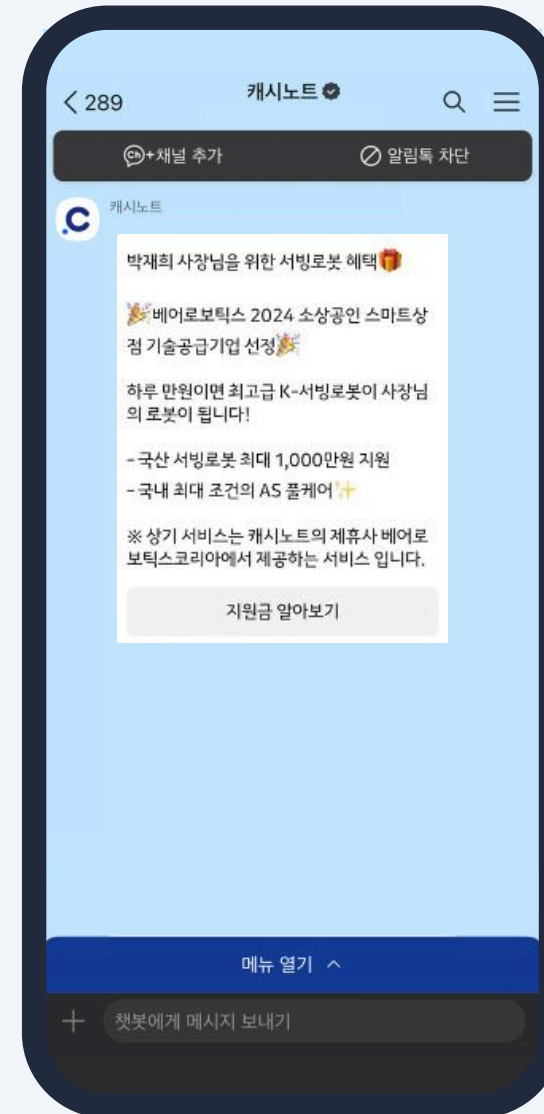 289
캐시노트
+채널 추가
알림톡 차단
캐시노트
박재희 사장님을 위한 서빙로봇 혜택🎁
🎉베어로보틱스 2024 소상공인 스마트상
점 기술공급기업 선정🎉
하루 만원이면 최고급 K-서빙로봇이 사장님
의 로봇이 됩니다!
- 국산 서빙로봇 최대 1,000만원 지원
- 국내 최대 조건의 AS 풀케어✨
※ 상기 서비스는 캐시노트의 제휴사 베어로
보틱스코리아에서 제공하는 서비스 입니다.
지원금 알아보기
메뉴 열기
챗봇에게 메시지 보내기